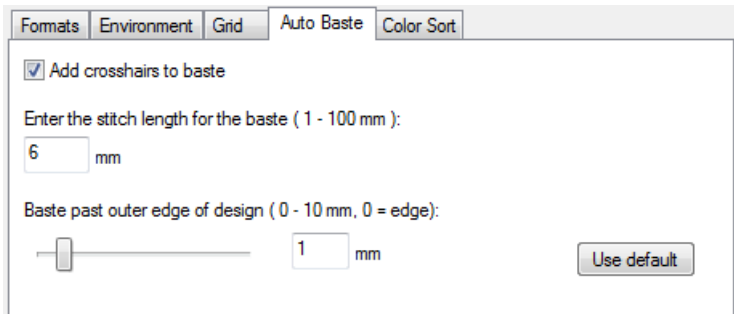 Formats Environment Grid Auto Baste Color Sort
Add crosshairs to baste
Enter the stitch length for the baste ( 1 - 100 mm ):
6 mm
Baste past outer edge of design ( 0 - 10 mm, 0 = edge):
1 mm Use default